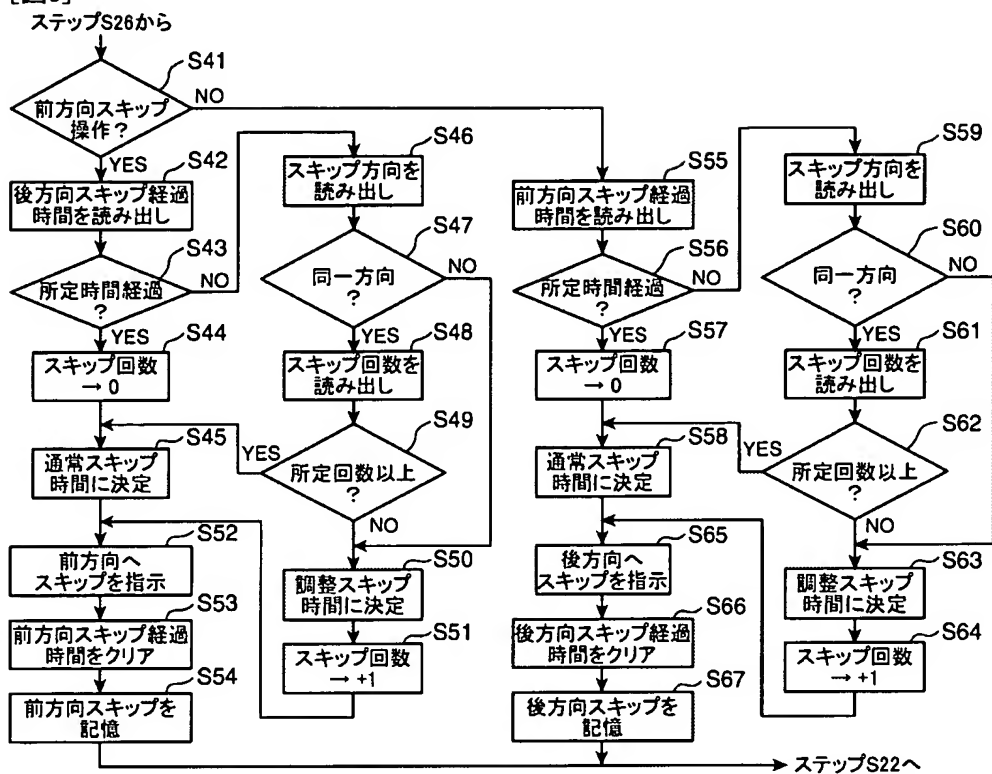 ステップS26から
S41
前方向スキップ
操作?
NO
YES
S42
後方向スキップ経過
時間を読み出し
S43
所定時間経過
?
NO
YES
S44
スキップ回数
→ 0
S45
通常スキップ
時間に決定
S52
前方向へ
スキップを指示
S53
前方向スキップ経過
時間をクリア
S54
前方向スキップを
記憶
S46
スキップ方向を
読み出し
S47
同一方向
?
NO
YES
S48
スキップ回数を
読み出し
S49
所定回数以上
?
YES
NO
S50
調整スキップ
時間に決定
S51
スキップ回数
→ +1
S55
前方向スキップ経過
時間を読み出し
S56
所定時間経過
?
NO
YES
S57
スキップ回数
→ 0
S58
通常スキップ
時間に決定
S65
後方向へ
スキップを指示
S66
後方向スキップ経過
時間をクリア
S67
後方向スキップを
記憶
S59
スキップ方向を
読み出し
S60
同一方向
?
NO
YES
S61
スキップ回数を
読み出し
S62
所定回数以上
?
YES
NO
S63
調整スキップ
時間に決定
S64
スキップ回数
→ +1
ステップS22へ